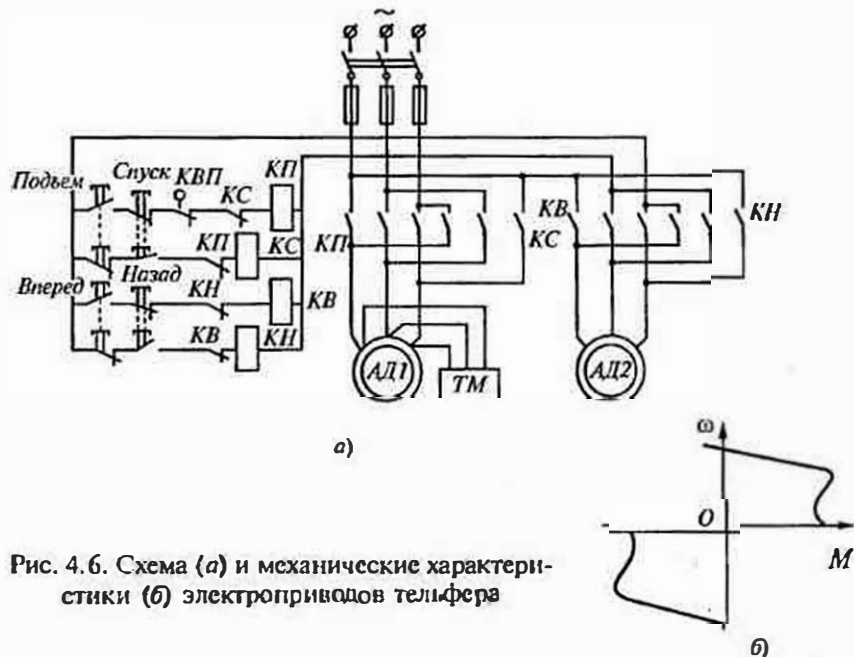 ~
Подъем
Спуск
КВП
КС
КП
КП
КС
Вперед
Назад
КН
КВ
КВ
КН
КП
КС
КВ
КН
АД1
ТМ
АД2
а)
ω
О
М
Рис. 4.6. Схема (а) и механические характери-
стики (б) электроприводов тельфера
б)